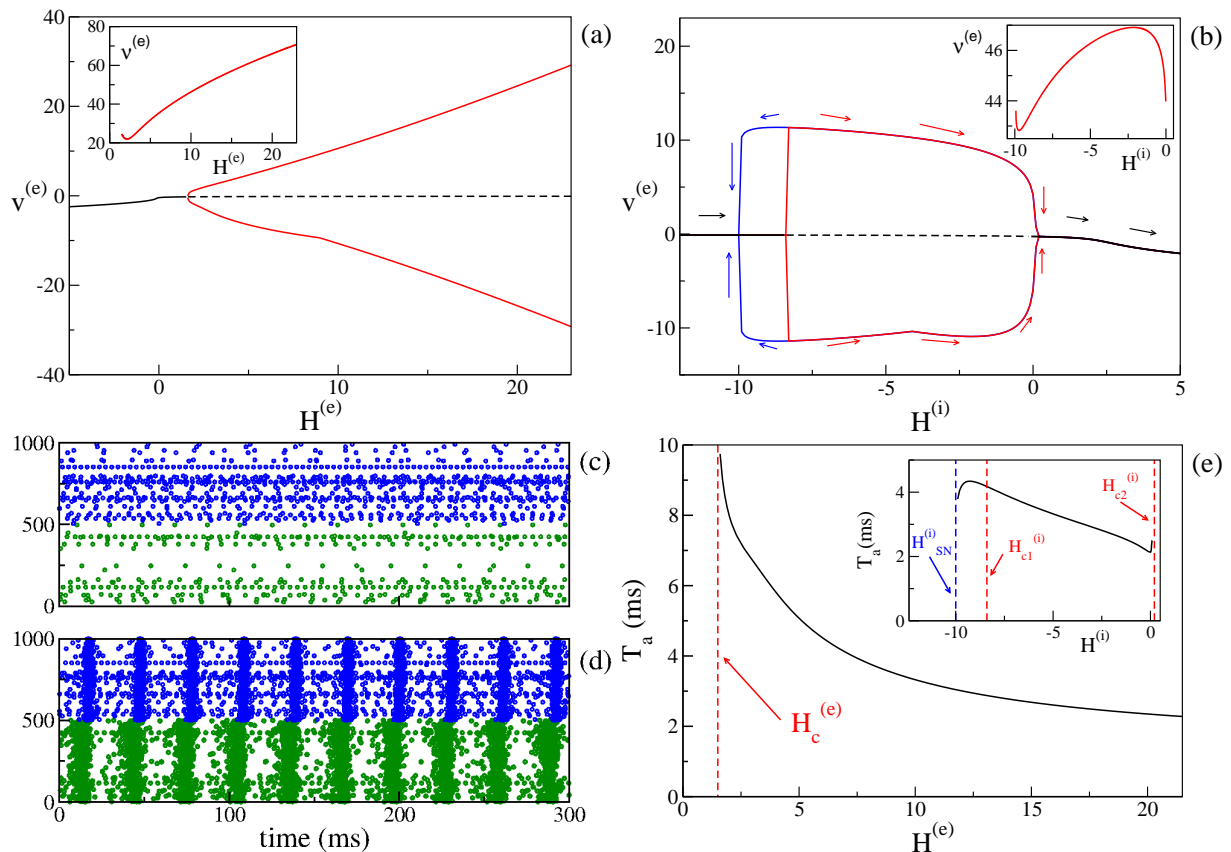 (a)
40
20
0
-20
-40
v^(e)
0
10
20
H^(e)
80
60
40
20
ν^(e)
0
10
20
H^(e)
(b)
20
10
0
-10
v^(e)
-10
-5
0
5
H^(i)
46
43
ν^(e)
-10
-5
0
H^(i)
(c)
1000
500
0
(d)
1000
500
0
0
100
200
300
time (ms)
(e)
10
8
6
4
2
0
T_a (ms)
H_c^(e)
0
5
10
15
20
H^(e)
4
2
0
T_a (ms)
H^(i)_SN
H_c1^(i)
H_c2^(i)
-10
-5
0
H^(i)